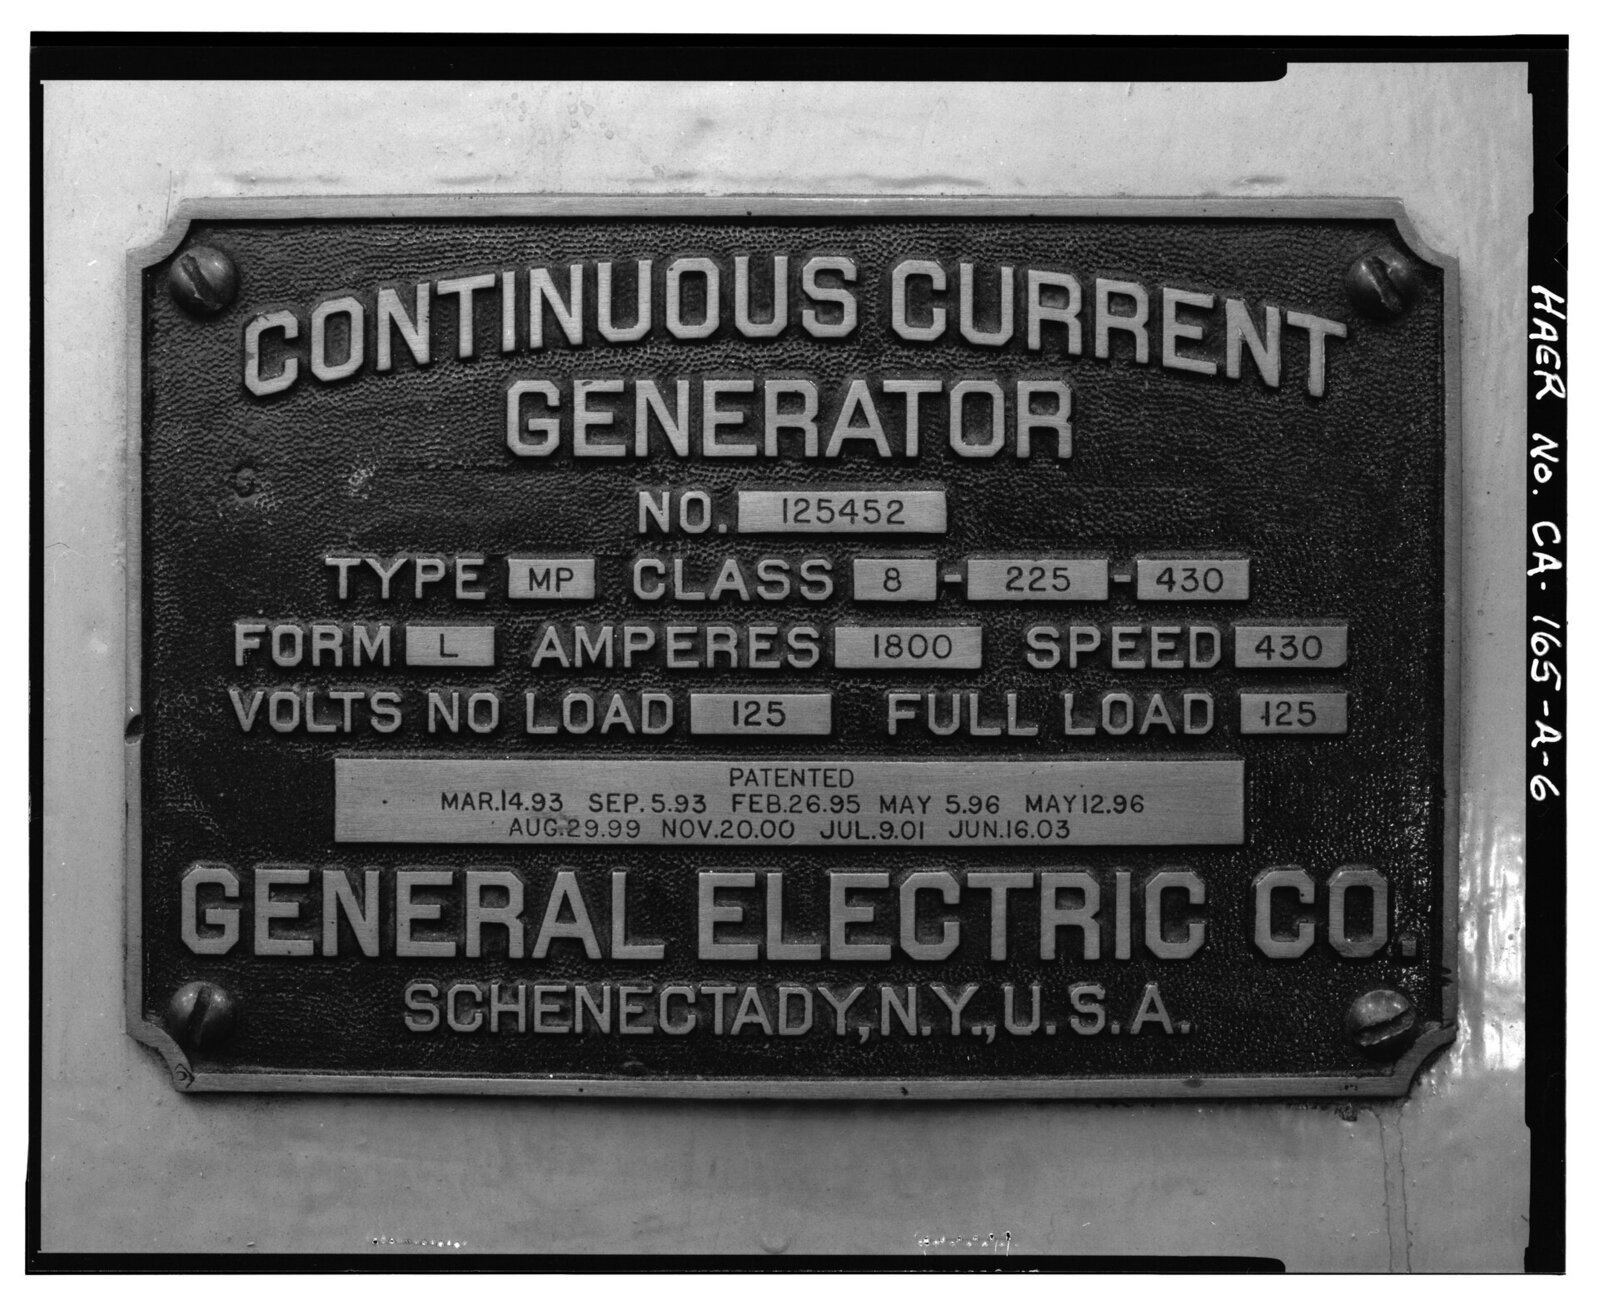 CONTINUOUS CURRENT
GENERATOR
NO. 125452
TYPE MP CLASS 8-225-430
FORM L AMPERES 1800 SPEED 430
VOLTS NO LOAD 125 FULL LOAD 125
PATENTED
MAR.14.93 SEP.5.93 FEB.26.95 MAY 5.96 MAY 12.96
AUG.29.99 NOV.20.00 JUL.9.01 JUN.16.03
GENERAL ELECTRIC CO.
SCHENECTADY, N.Y., U.S.A.
HAER No. CA-165-A-6